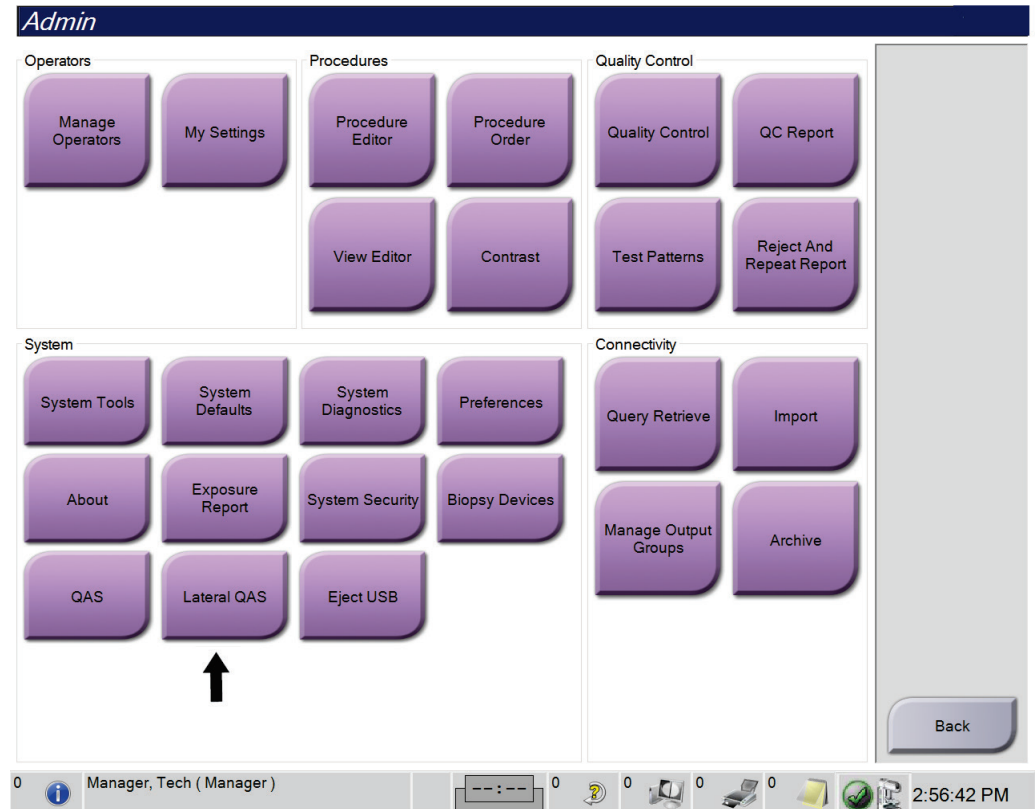 Admin
Operators
Manage
Operators
My Settings
Procedures
Procedure
Editor
Procedure
Order
View Editor
Contrast
Quality Control
Quality Control
QC Report
Test Patterns
Reject And
Repeat Report
System
System Tools
System
Defaults
System
Diagnostics
Preferences
About
Exposure
Report
System Security
Biopsy Devices
QAS
Lateral QAS
Eject USB
Connectivity
Query Retrieve
Import
Manage Output
Groups
Archive
Back
0
Manager, Tech ( Manager )
--:--
0
0
0
0
2:56:42 PM